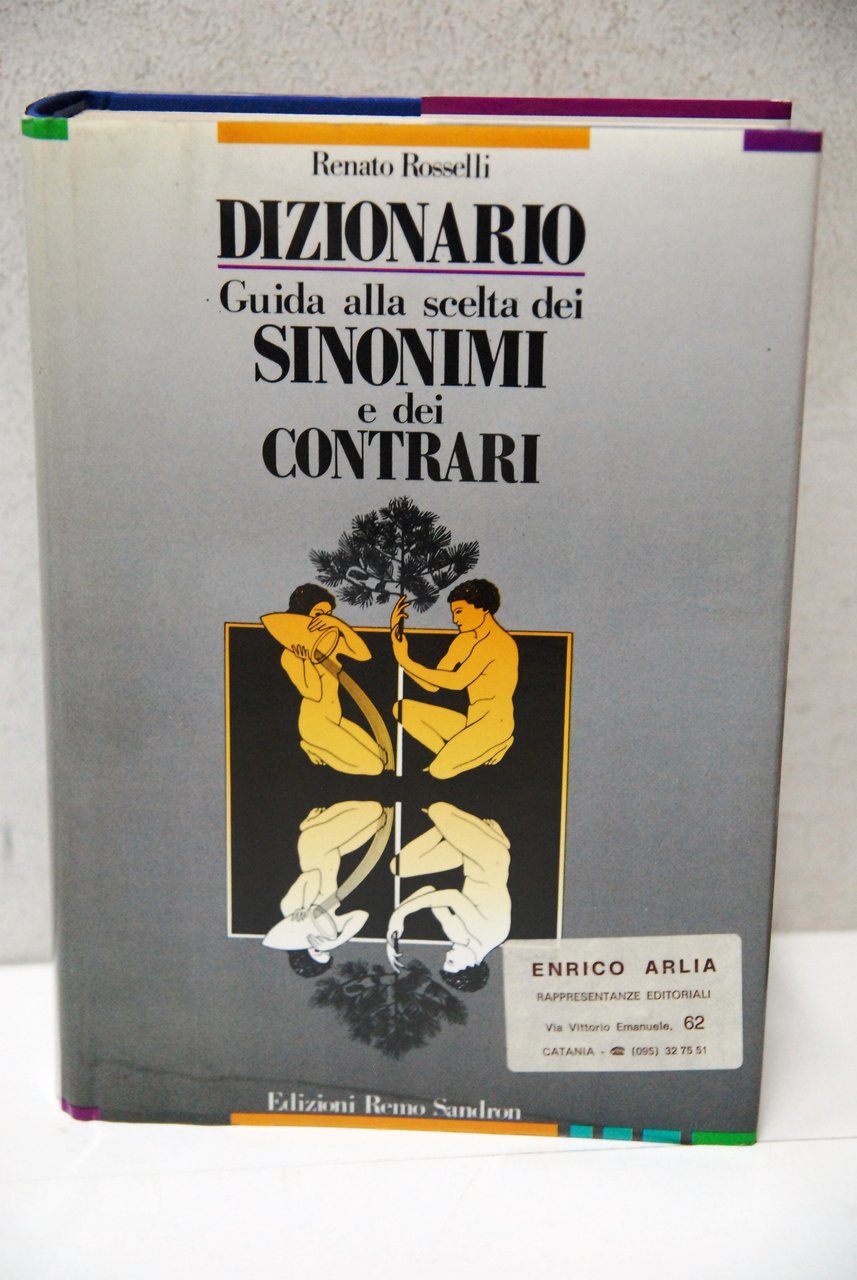 Renato Rosselli
DIZIONARIO
Guida alla scelta dei
SINONIMI
e dei
CONTRARI
ENRICO ARLIA
RAPPRESENTANZE EDITORIALI
Via Vittorio Emanuele, 62
CATANIA - ☎ (095) 32 75 51
Edizioni Remo Sandron